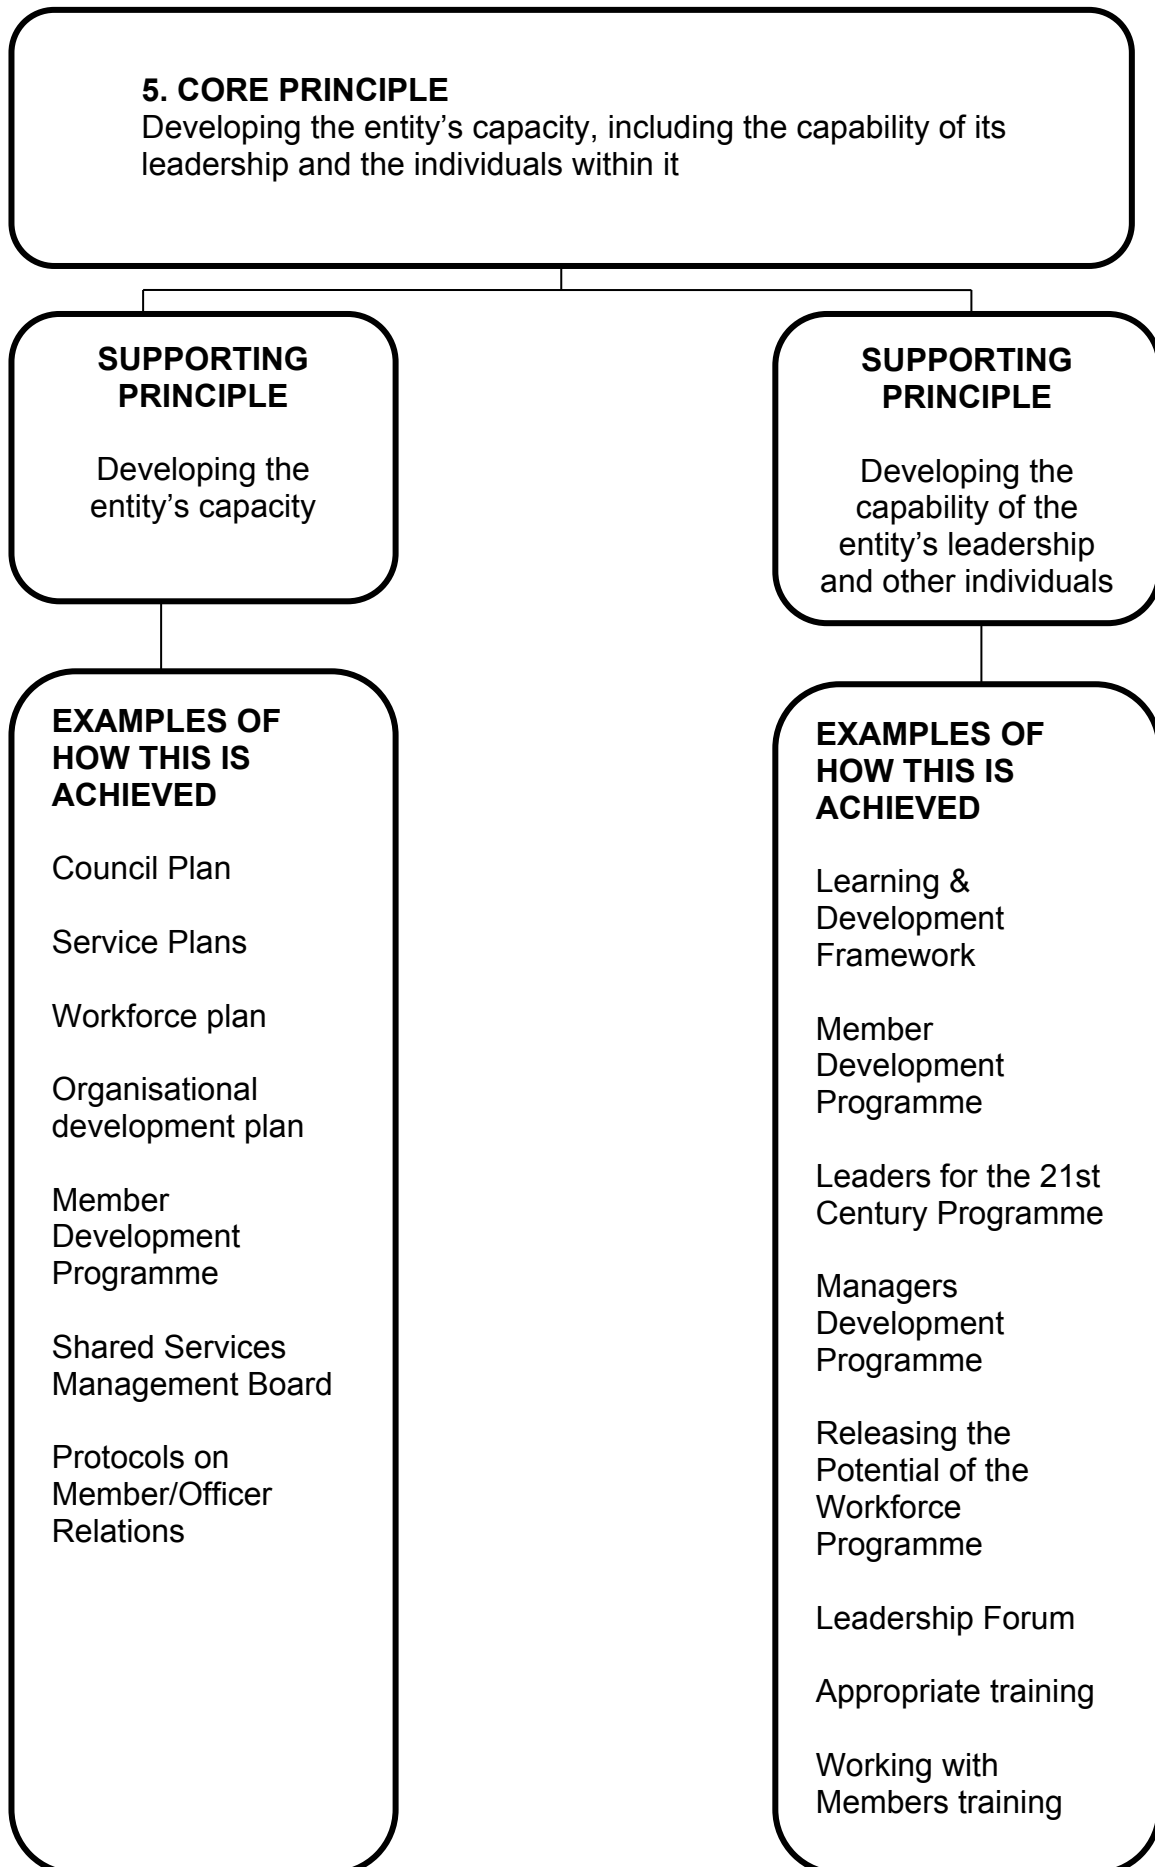 5. CORE PRINCIPLE
Developing the entity’s capacity, including the capability of its
leadership and the individuals within it
SUPPORTING
PRINCIPLE
Developing the
entity’s capacity
SUPPORTING
PRINCIPLE
Developing the
capability of the
entity’s leadership
and other individuals
EXAMPLES OF
HOW THIS IS
ACHIEVED
Council Plan
Service Plans
Workforce plan
Organisational
development plan
Member
Development
Programme
Shared Services
Management Board
Protocols on
Member/Officer
Relations
EXAMPLES OF
HOW THIS IS
ACHIEVED
Learning &
Development
Framework
Member
Development
Programme
Leaders for the 21st
Century Programme
Managers
Development
Programme
Releasing the
Potential of the
Workforce
Programme
Leadership Forum
Appropriate training
Working with
Members training